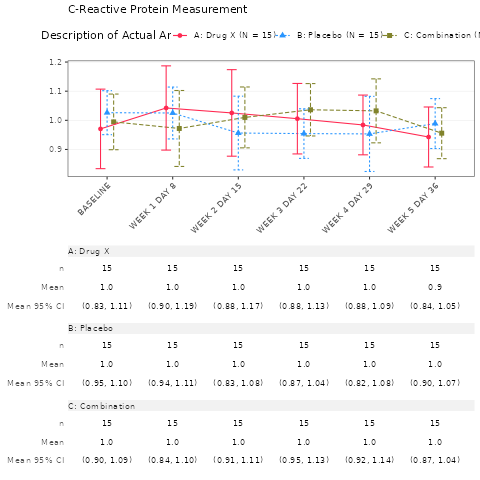 C-Reactive Protein Measurement
Description of Actual Ar A: Drug X (N = 15) B: Placebo (N = 15) C: Combination (N
1.2
1.1
1.0
0.9
BASELINE WEEK 1 DAY 8 WEEK 2 DAY 15 WEEK 3 DAY 22 WEEK 4 DAY 29 WEEK 5 DAY 36
A: Drug X
n 15 15 15 15 15 15
Mean 1.0 1.0 1.0 1.0 1.0 0.9
Mean 95% CI (0.83, 1.11) (0.90, 1.19) (0.88, 1.17) (0.88, 1.13) (0.88, 1.09) (0.84, 1.05)
B: Placebo
n 15 15 15 15 15 15
Mean 1.0 1.0 1.0 1.0 1.0 1.0
Mean 95% CI (0.95, 1.10) (0.94, 1.11) (0.83, 1.08) (0.87, 1.04) (0.82, 1.08) (0.90, 1.07)
C: Combination
n 15 15 15 15 15 15
Mean 1.0 1.0 1.0 1.0 1.0 1.0
Mean 95% CI (0.90, 1.09) (0.84, 1.10) (0.91, 1.11) (0.95, 1.13) (0.92, 1.14) (0.87, 1.04)